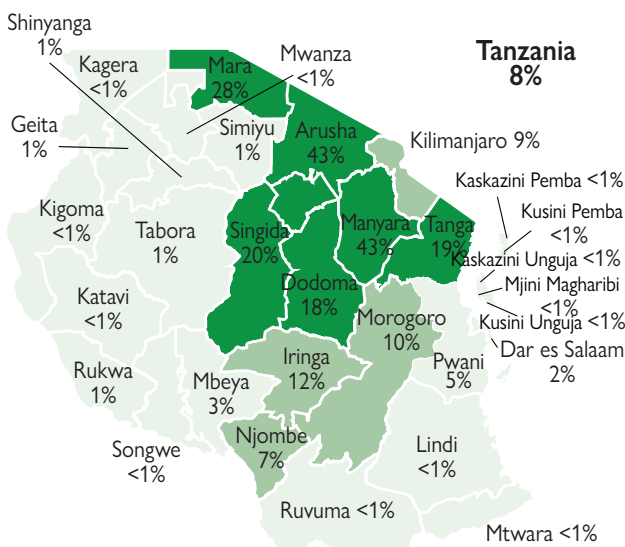 Shinyanga
1%
Kagera
<1%
Mara
28%
Mwanza
<1%
Tanzania
8%
Geita
1%
Simiyu
1%
Arusha
43%
Kilimanjaro 9%
Kaskazini Pemba <1%
Kusini Pemba
<1%
Kigoma
<1%
Tabora
1%
Singida
20%
Manyara
43%
Tanga
19%
Kaskazini Unguja <1%
Mjini Magharibi
<1%
Kusini Unguja <1%
Dar es Salaam
2%
Dodoma
18%
Katavi
<1%
Morogoro
10%
Pwani
5%
Rukwa
1%
Mbeya
3%
Iringa
12%
Songwe
<1%
Njombe
7%
Lindi
<1%
Ruvuma <1%
Mtwara <1%